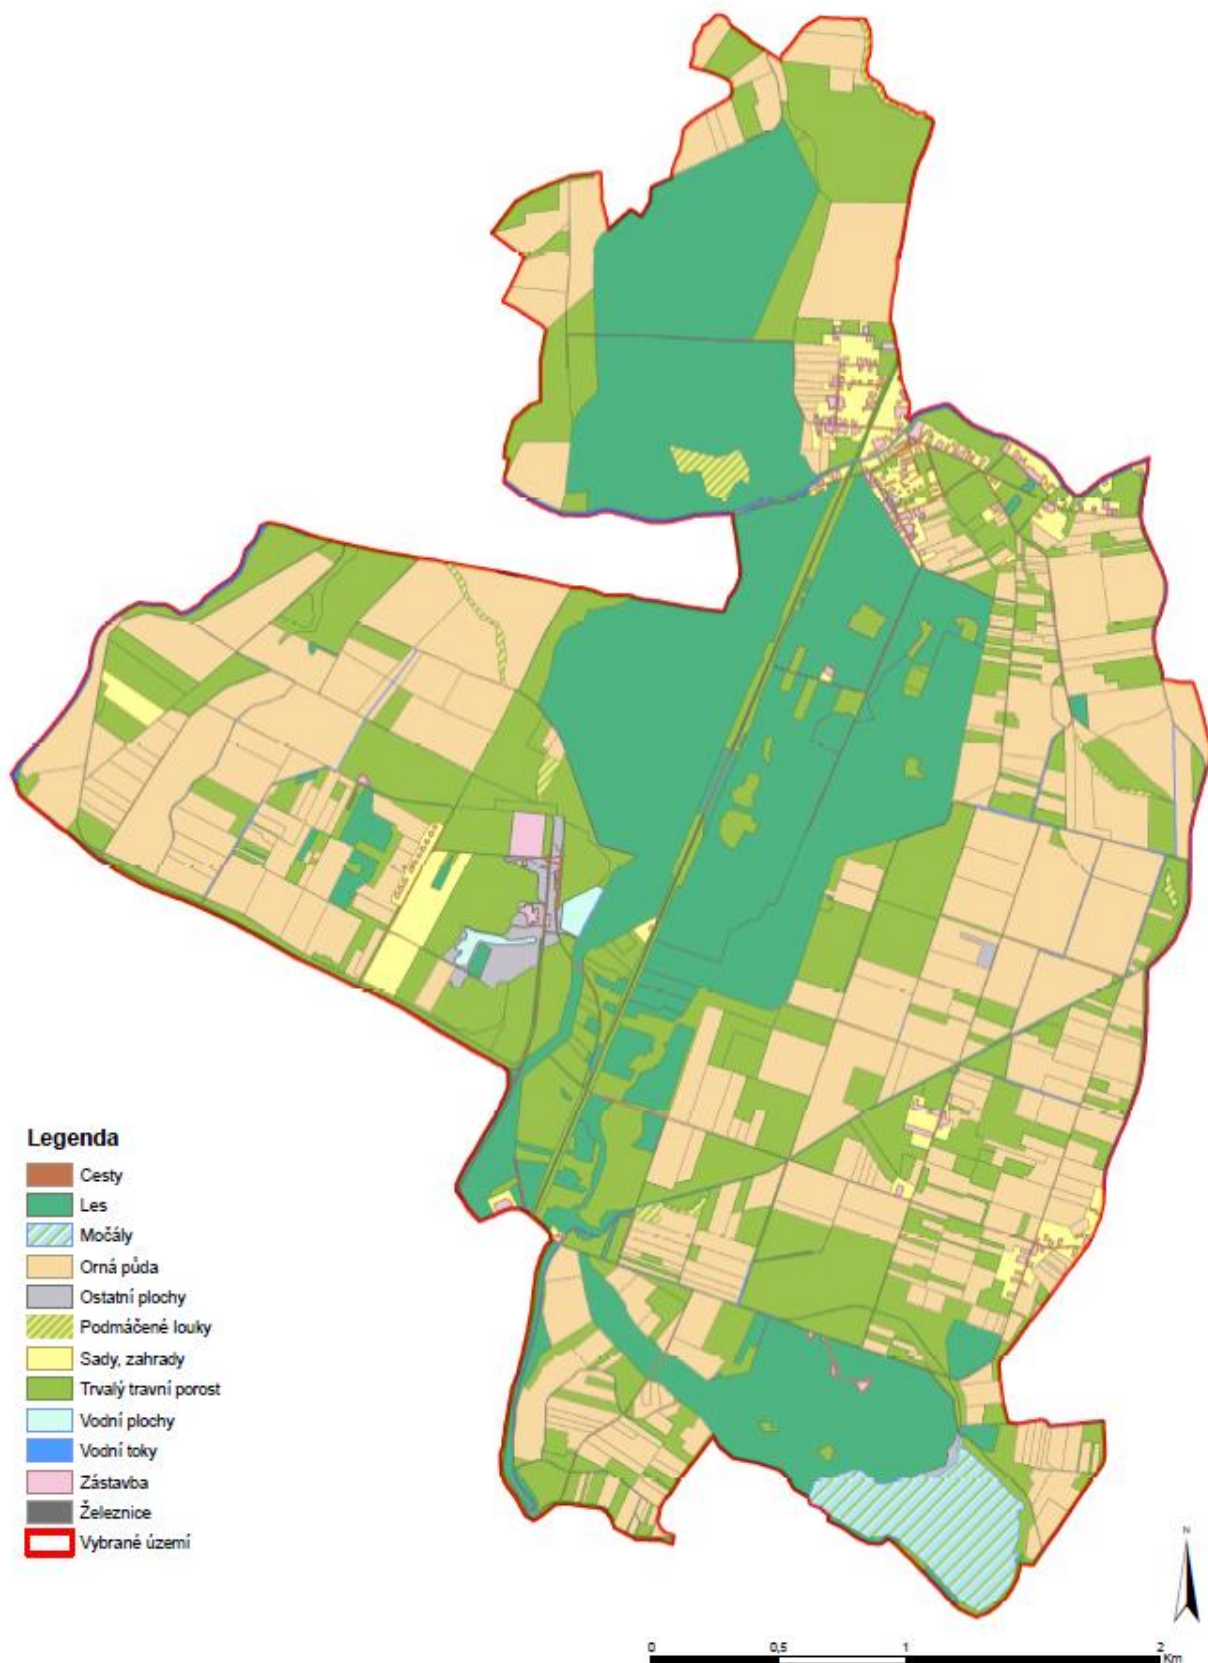 Legenda
Cesty
Les
Močály
Orná půda
Ostatní plochy
Podmáčené louky
Sady, zahrady
Trvalý travní porost
Vodní plochy
Vodní toky
Zástavba
Železnice
Vybrané území
N
0 0,5 1 2
Km